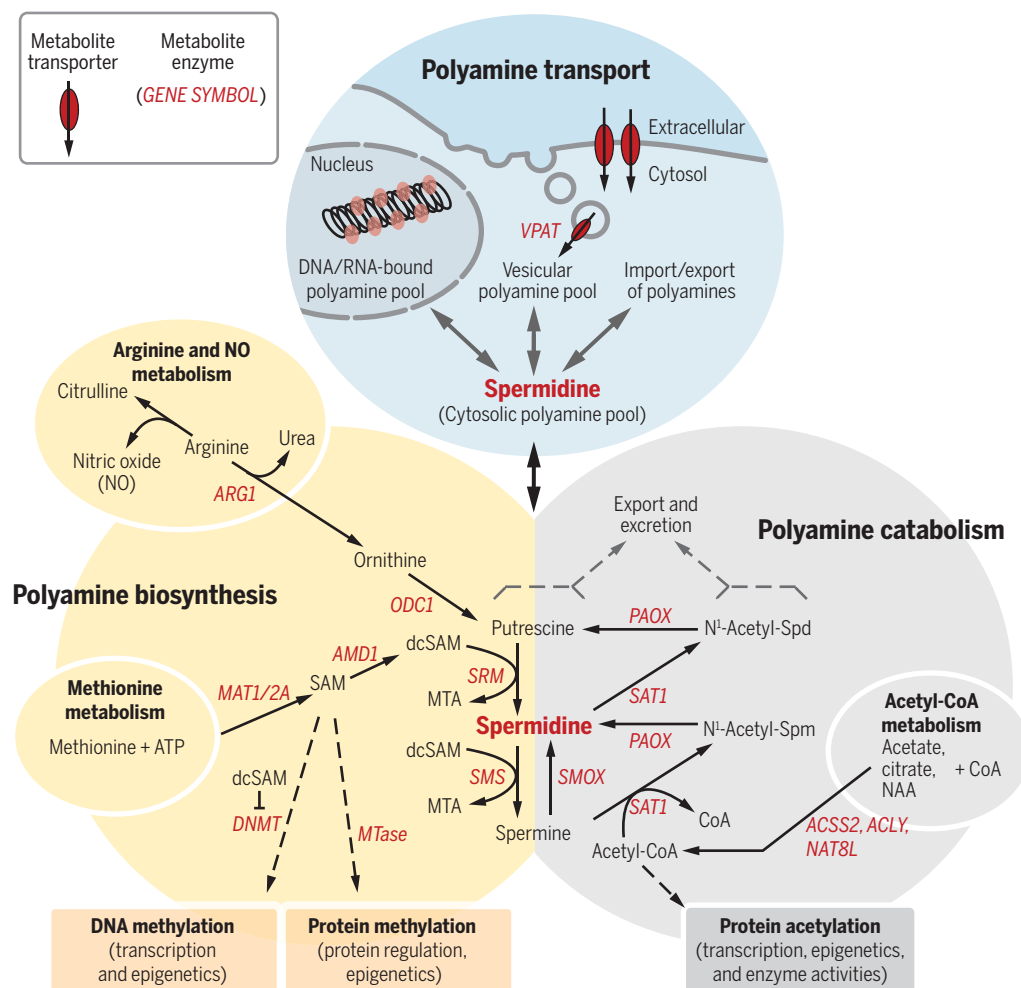 Metabolite
transporter
Metabolite
enzyme
(GENE SYMBOL)
Polyamine transport
Extracellular
Cytosol
Nucleus
VPAT
DNA/RNA-bound
polyamine pool
Vesicular
polyamine pool
Import/export
of polyamines
Spermidine
(Cytosolic polyamine pool)
Arginine and NO
metabolism
Citrulline
Arginine
Urea
Nitric oxide
(NO)
ARG1
Ornithine
ODC1
Polyamine biosynthesis
Export and
excretion
Polyamine catabolism
Putrescine
PAOX
N¹-Acetyl-Spd
dcSAM
AMD1
SRM
MTA
SAM
MAT1/2A
SAT1
Methionine
metabolism
Methionine + ATP
Spermidine
PAOX
N¹-Acetyl-Spm
Acetyl-CoA
metabolism
Acetate,
citrate,
NAA
+ CoA
dcSAM
SMS
MTA
SMOX
Spermine
SAT1
CoA
Acetyl-CoA
ACSS2, ACLY,
NAT8L
dcSAM
DNMT
MTase
DNA methylation
(transcription
and epigenetics)
Protein methylation
(protein regulation,
epigenetics)
Protein acetylation
(transcription, epigenetics,
and enzyme activities)